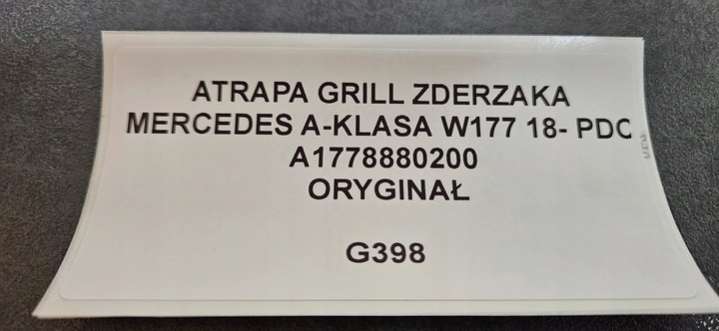 ATRAPA GRILL ZDERZAKA
MERCEDES A-KLASA W177 18- PDC
A1778880200
ORYGINAŁ
G398